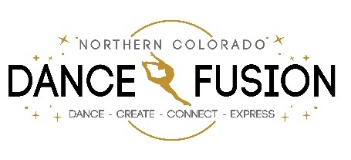 NORTHERN COLORADO
DANCE FUSION
DANCE - CREATE - CONNECT - EXPRESS